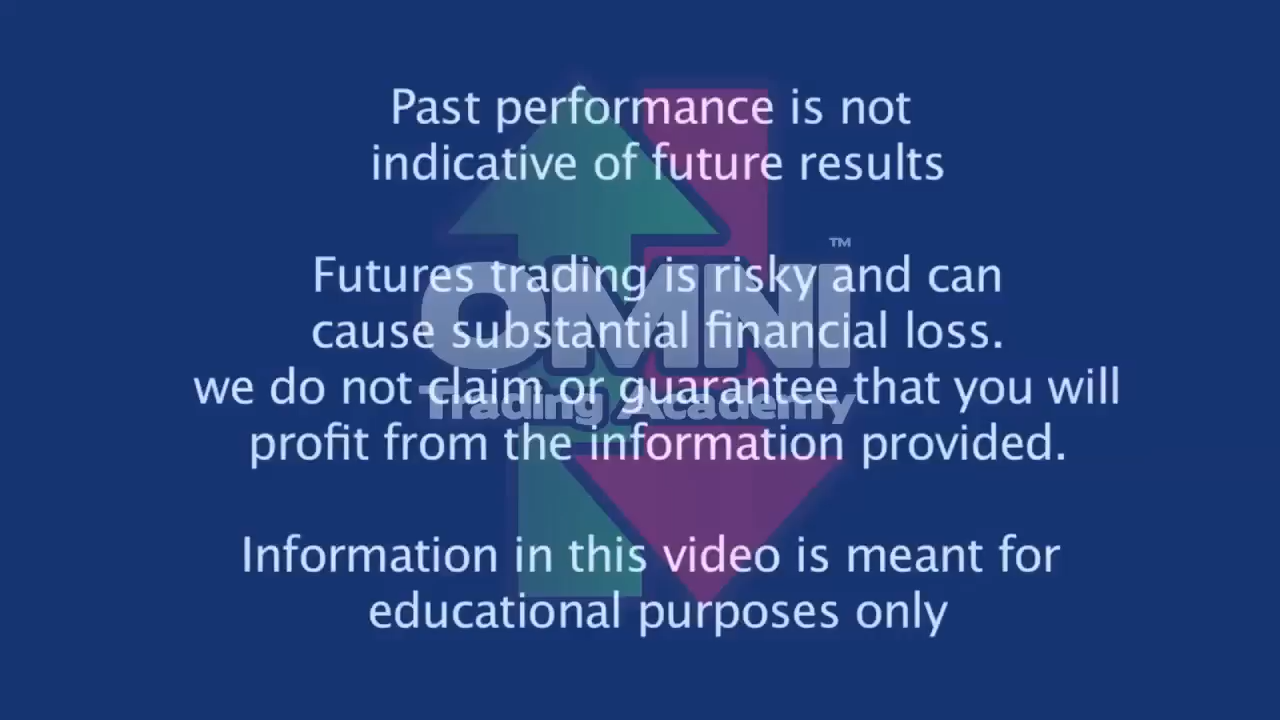 Past performance is not
indicative of future results
Futures trading is risky and can
cause substantial financial loss.
we do not claim or guarantee that you will
profit from the information provided.
Information in this video is meant for
educational purposes only
OMNI™
Trading Academy